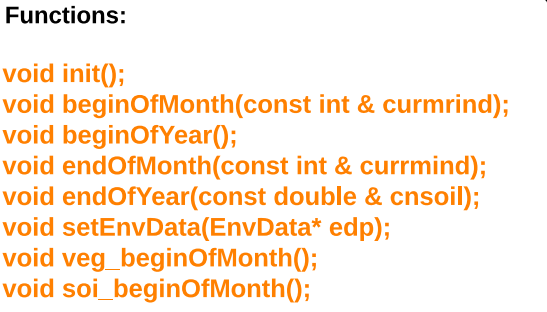 Functions:
void init();
void beginOfMonth(const int & curmrind);
void beginOfYear();
void endOfMonth(const int & currmind);
void endOfYear(const double & cnsoil);
void setEnvData(EnvData* edp);
void veg_beginOfMonth();
void soi_beginOfMonth();